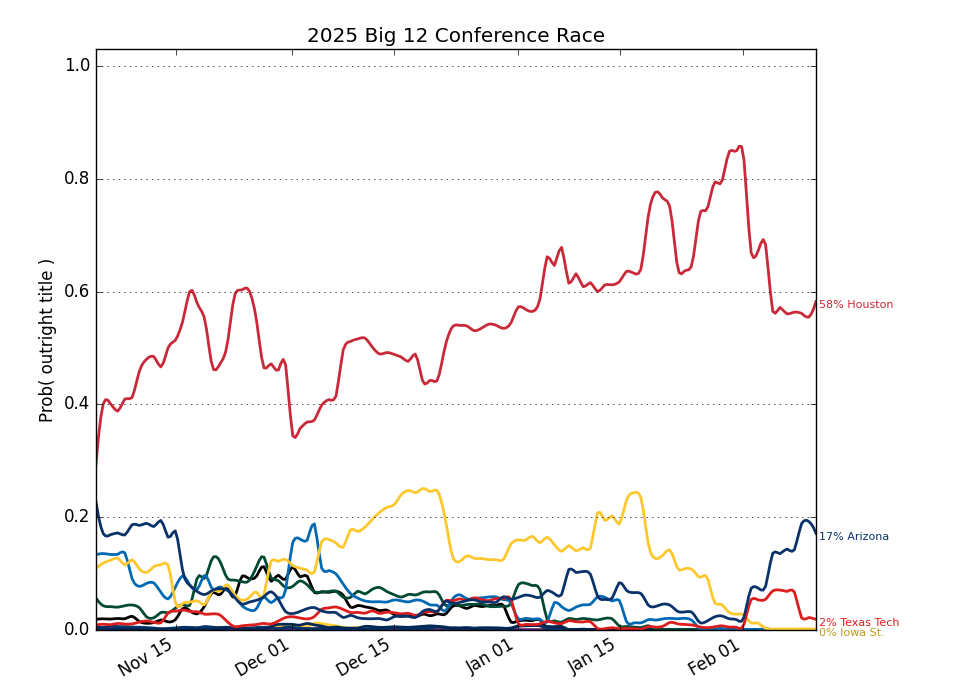 2025 Big 12 Conference Race
Prob( outright title )
1.0
0.8
0.6
0.4
0.2
0.0
58% Houston
17% Arizona
2% Texas Tech
0% Iowa St.
Nov 15
Dec 01
Dec 15
Jan 01
Jan 15
Feb 01